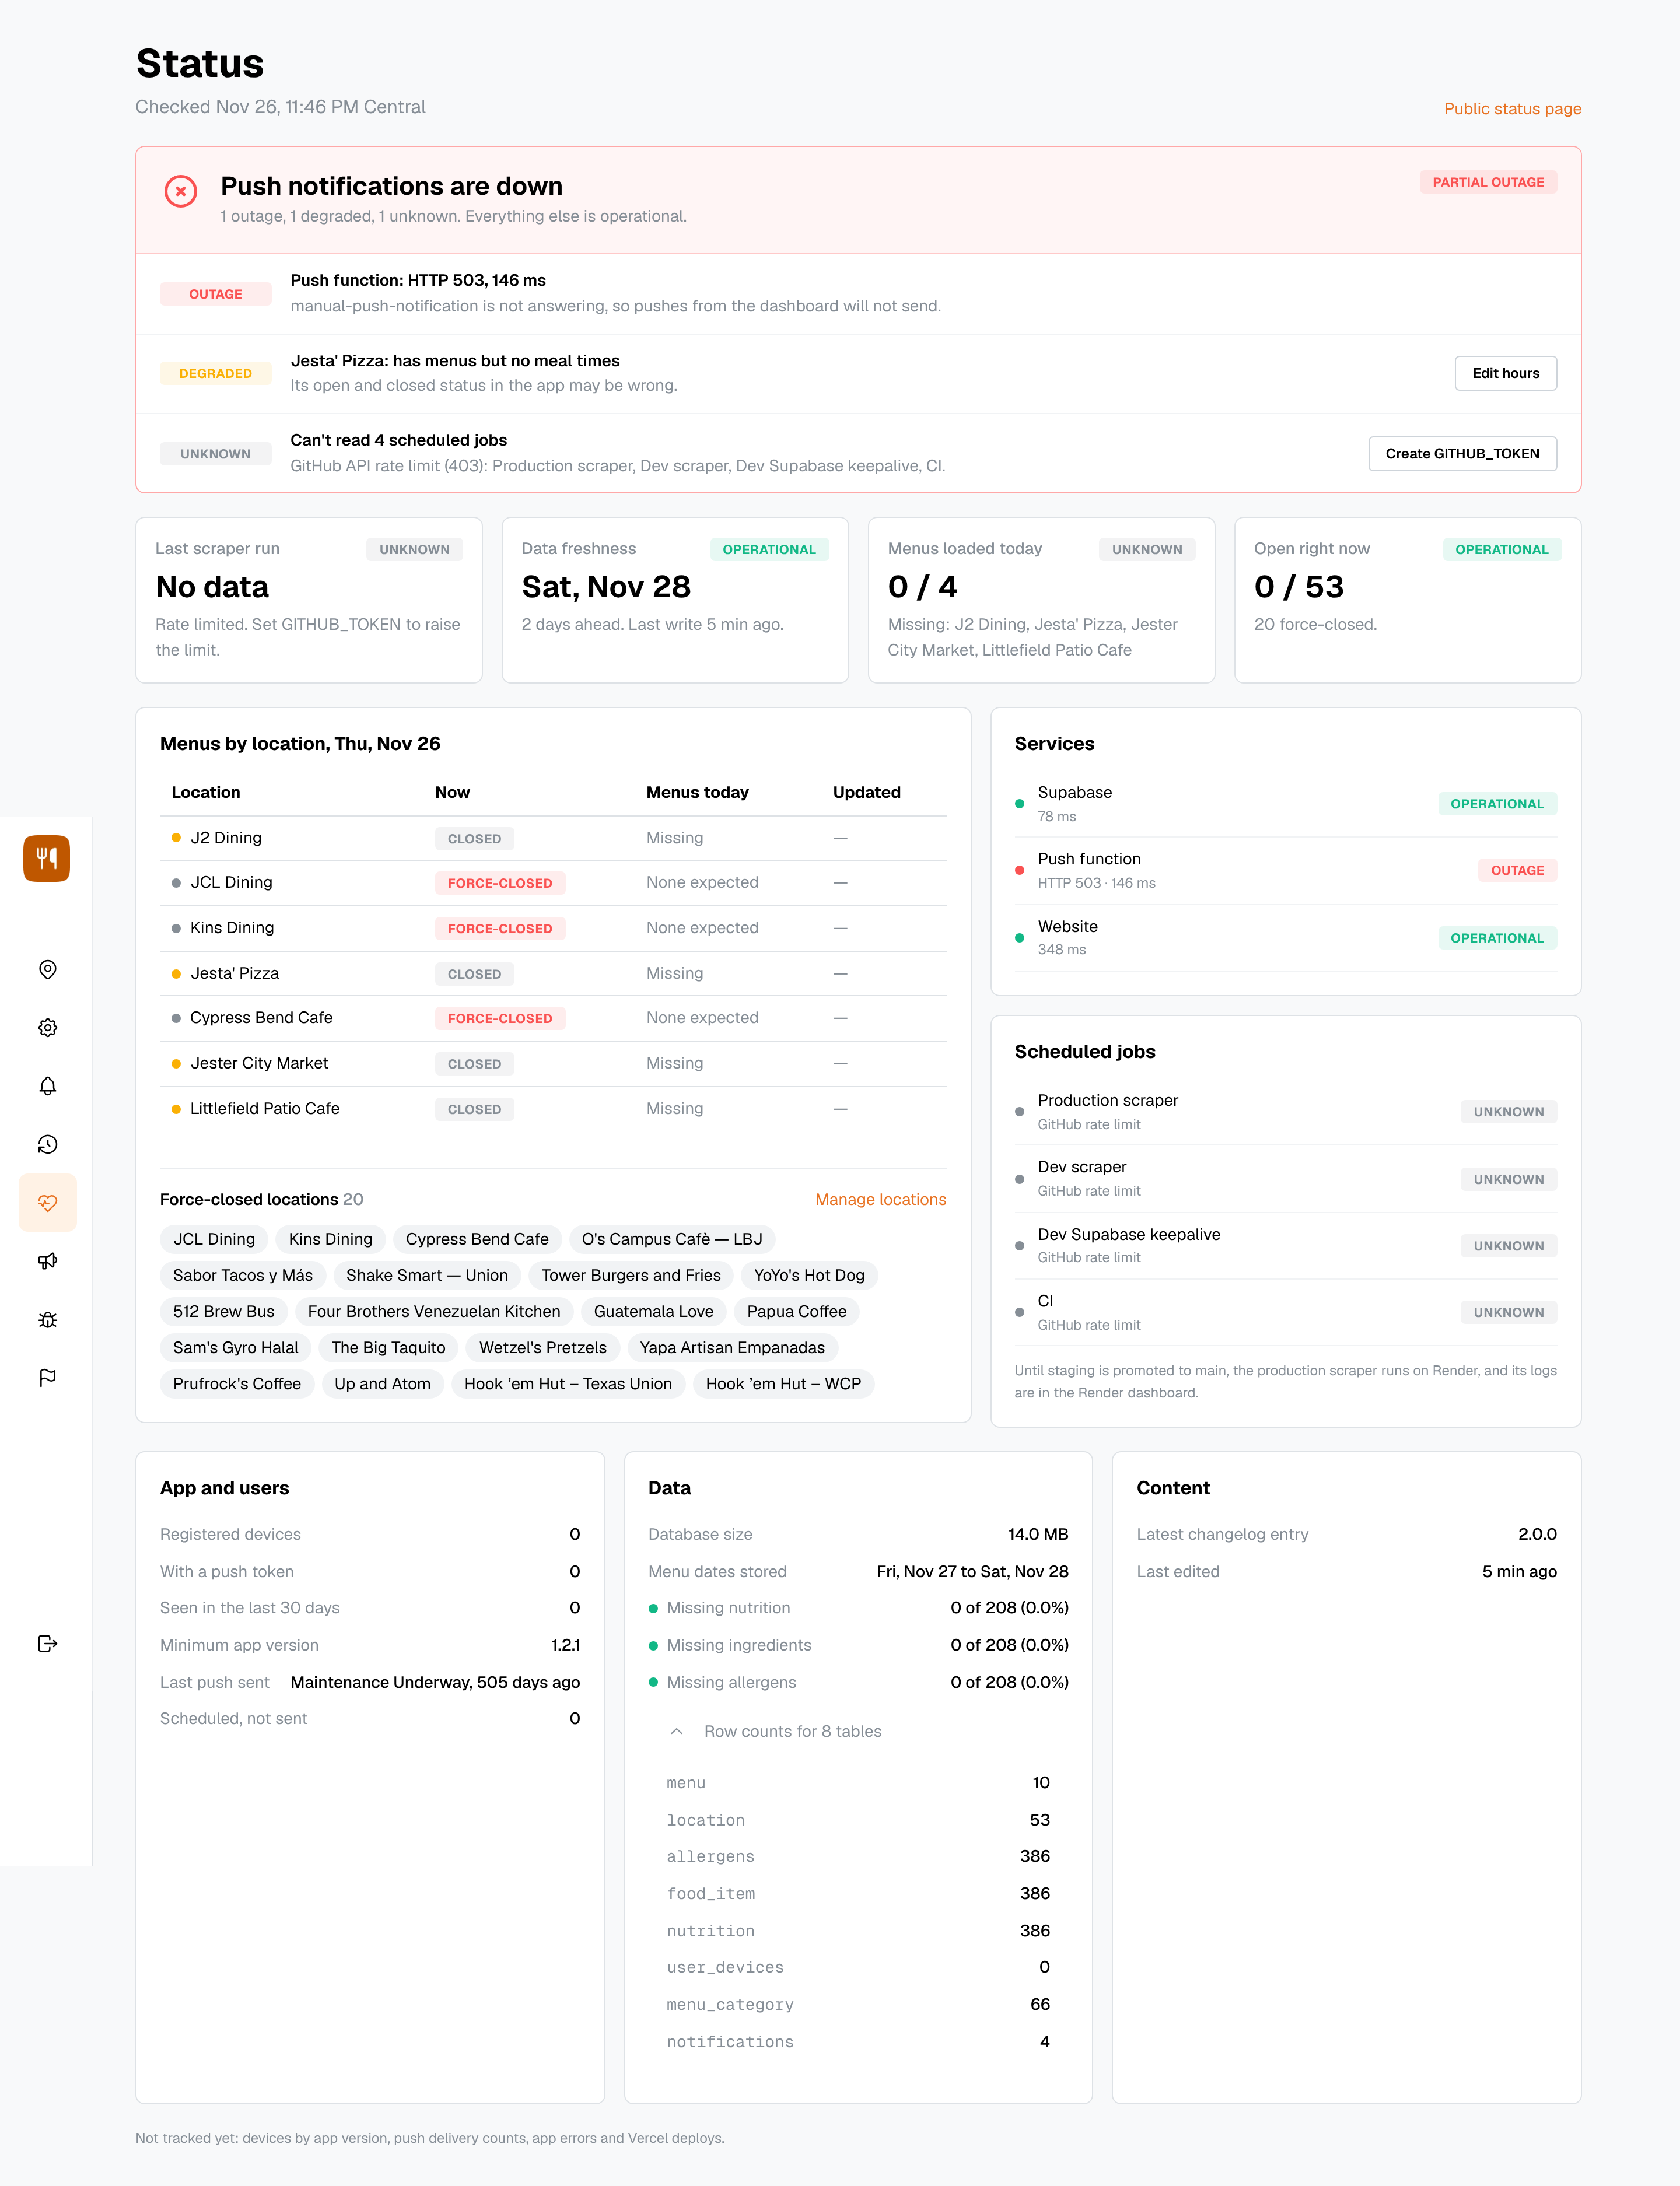 Status
Checked Nov 26, 11:46 PM Central
Public status page
Push notifications are down
1 outage, 1 degraded, 1 unknown. Everything else is operational.
PARTIAL OUTAGE
OUTAGE
Push function: HTTP 503, 146 ms
manual-push-notification is not answering, so pushes from the dashboard will not send.
DEGRADED
Jesta' Pizza: has menus but no meal times
Its open and closed status in the app may be wrong.
Edit hours
UNKNOWN
Can't read 4 scheduled jobs
GitHub API rate limit (403): Production scraper, Dev scraper, Dev Supabase keepalive, CI.
Create GITHUB_TOKEN
Last scraper run
UNKNOWN
No data
Rate limited. Set GITHUB_TOKEN to raise
the limit.
Data freshness
OPERATIONAL
Sat, Nov 28
2 days ahead. Last write 5 min ago.
Menus loaded today
UNKNOWN
0 / 4
Missing: J2 Dining, Jesta' Pizza, Jester
City Market, Littlefield Patio Cafe
Open right now
OPERATIONAL
0 / 53
20 force-closed.
Menus by location, Thu, Nov 26
Location Now Menus today Updated
J2 Dining CLOSED Missing —
JCL Dining FORCE-CLOSED None expected —
Kins Dining FORCE-CLOSED None expected —
Jesta' Pizza CLOSED Missing —
Cypress Bend Cafe FORCE-CLOSED None expected —
Jester City Market CLOSED Missing —
Littlefield Patio Cafe CLOSED Missing —
Force-closed locations 20
Manage locations
JCL Dining Kins Dining Cypress Bend Cafe O's Campus Cafè — LBJ
Sabor Tacos y Más Shake Smart — Union Tower Burgers and Fries YoYo's Hot Dog
512 Brew Bus Four Brothers Venezuelan Kitchen Guatemala Love Papua Coffee
Sam's Gyro Halal The Big Taquito Wetzel's Pretzels Yapa Artisan Empanadas
Prufrock's Coffee Up and Atom Hook ’em Hut – Texas Union Hook ’em Hut – WCP
Services
Supabase
78 ms
OPERATIONAL
Push function
HTTP 503 · 146 ms
OUTAGE
Website
348 ms
OPERATIONAL
Scheduled jobs
Production scraper
GitHub rate limit
UNKNOWN
Dev scraper
GitHub rate limit
UNKNOWN
Dev Supabase keepalive
GitHub rate limit
UNKNOWN
CI
GitHub rate limit
UNKNOWN
Until staging is promoted to main, the production scraper runs on Render, and its logs
are in the Render dashboard.
App and users
Registered devices 0
With a push token 0
Seen in the last 30 days 0
Minimum app version 1.2.1
Last push sent Maintenance Underway, 505 days ago
Scheduled, not sent 0
Data
Database size 14.0 MB
Menu dates stored Fri, Nov 27 to Sat, Nov 28
Missing nutrition 0 of 208 (0.0%)
Missing ingredients 0 of 208 (0.0%)
Missing allergens 0 of 208 (0.0%)
Row counts for 8 tables
menu 10
location 53
allergens 386
food_item 386
nutrition 386
user_devices 0
menu_category 66
notifications 4
Content
Latest changelog entry 2.0.0
Last edited 5 min ago
Not tracked yet: devices by app version, push delivery counts, app errors and Vercel deploys.